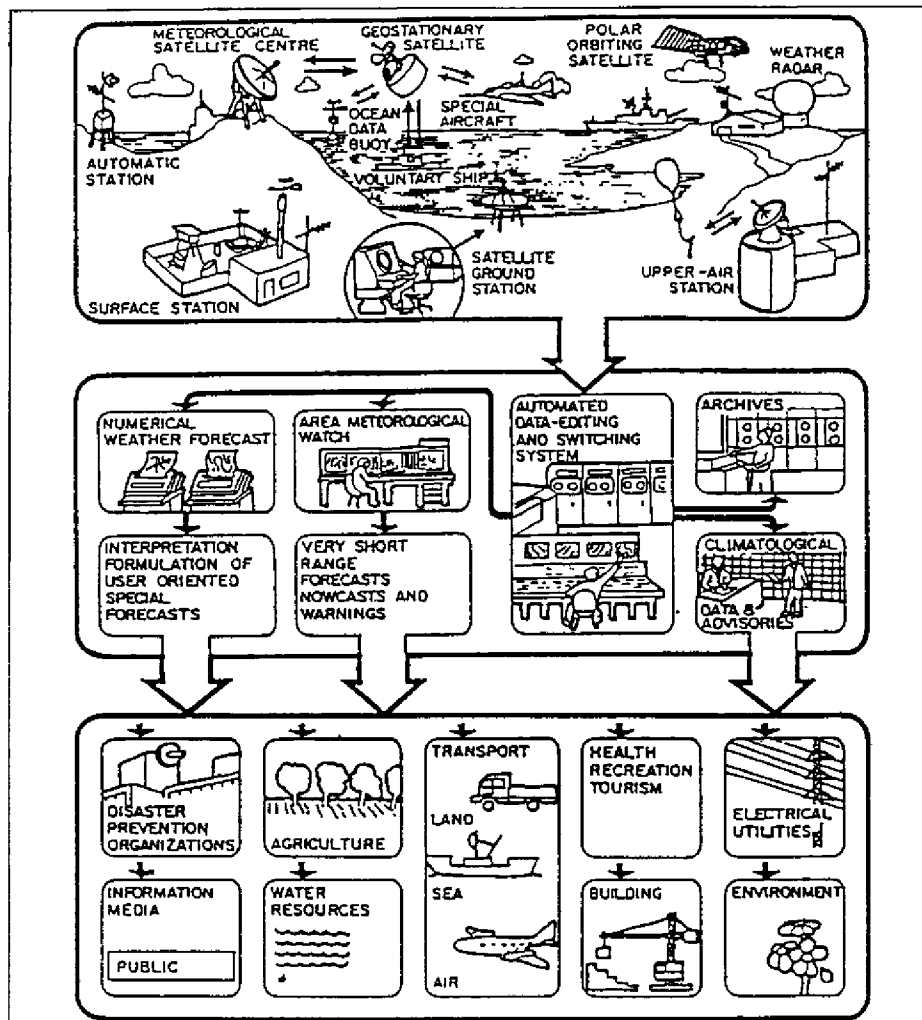 METEOROLOGICAL
SATELLITE CENTRE
GEOSTATIONARY
SATELLITE
POLAR
ORBITING
SATELLITE
WEATHER
RADAR
SPECIAL
AIRCRAFT
OCEAN
DATA
BUOY
AUTOMATIC
STATION
VOLUNTARY SHIP
SATELLITE
GROUND
STATION
UPPER-AIR
STATION
SURFACE STATION
NUMERICAL
WEATHER FORECAST
AREA METEOROLOGICAL
WATCH
AUTOMATED
DATA-EDITING
AND SWITCHING
SYSTEM
ARCHIVES
INTERPRETATION
FORMULATION OF
USER ORIENTED
SPECIAL
FORECASTS
VERY SHORT
RANGE
FORECASTS
NOWCASTS AND
WARNINGS
CLIMATOLOGICAL
DATA &
ADVISORIES
DISASTER
PREVENTION
ORGANIZATIONS
AGRICULTURE
TRANSPORT
LAND
SEA
AIR
HEALTH
RECREATION
TOURISM
ELECTRICAL
UTILITIES
INFORMATION
MEDIA
PUBLIC
WATER
RESOURCES
BUILDING
ENVIRONMENT